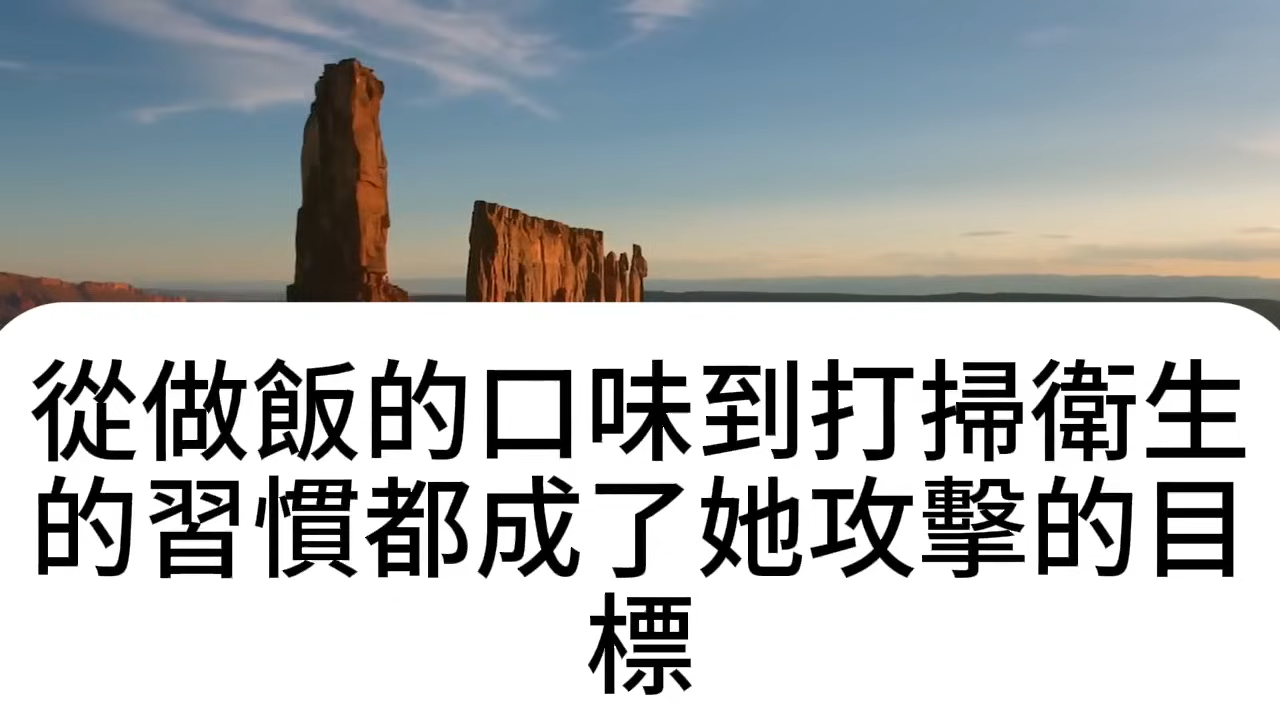 從做飯的口味到打掃衛生
的習慣都成了她攻擊的目
標